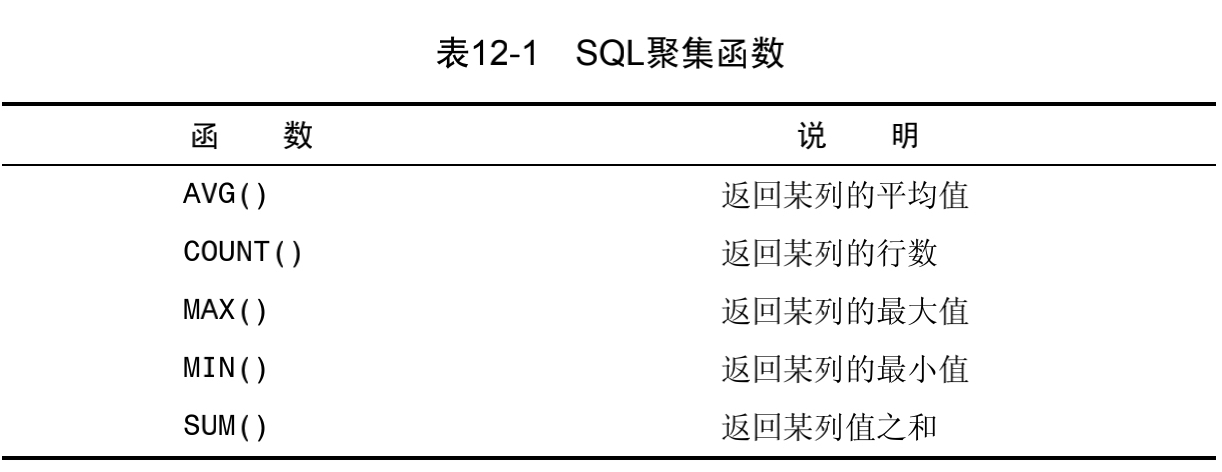 表12-1 SQL聚集函数
函 数 说 明
AVG() 返回某列的平均值
COUNT() 返回某列的行数
MAX() 返回某列的最大值
MIN() 返回某列的最小值
SUM() 返回某列值之和